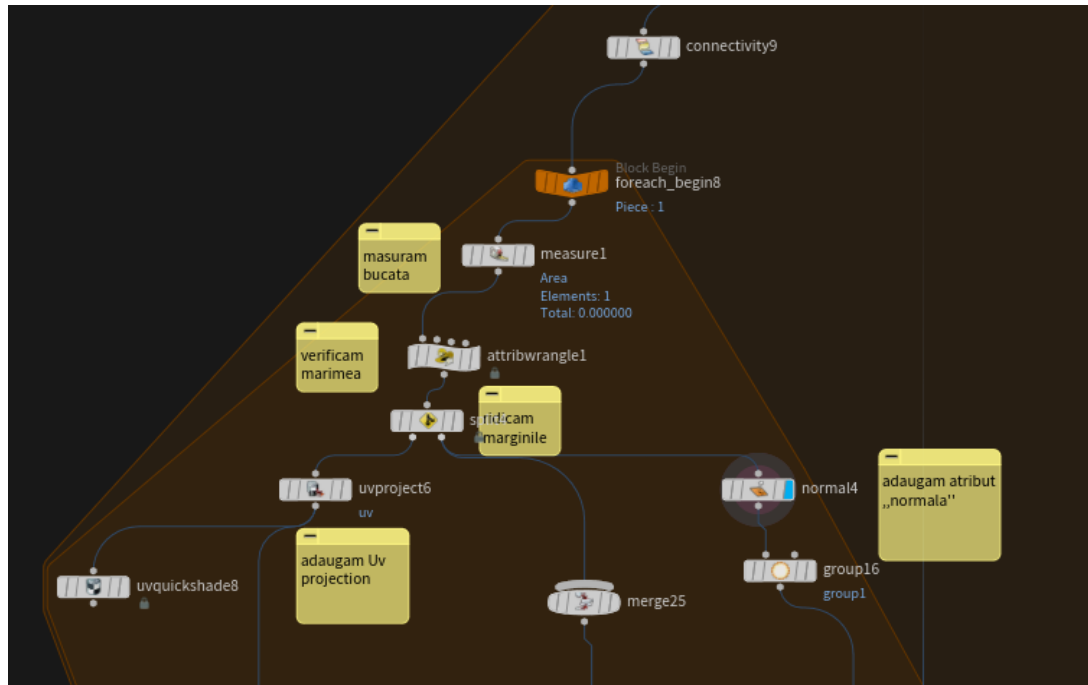 connectivity9
Block Begin
foreach_begin8
Piece : 1
masuram
bucata
measure1
Area
Elements: 1
Total: 0.000000
verificam
marimea
attribwrangle1
ridicam
marginile
uvproject6
uv
normal4
adaugam atribut
,,normala''
adaugam Uv
projection
uvquickshade8
merge25
group16
group1